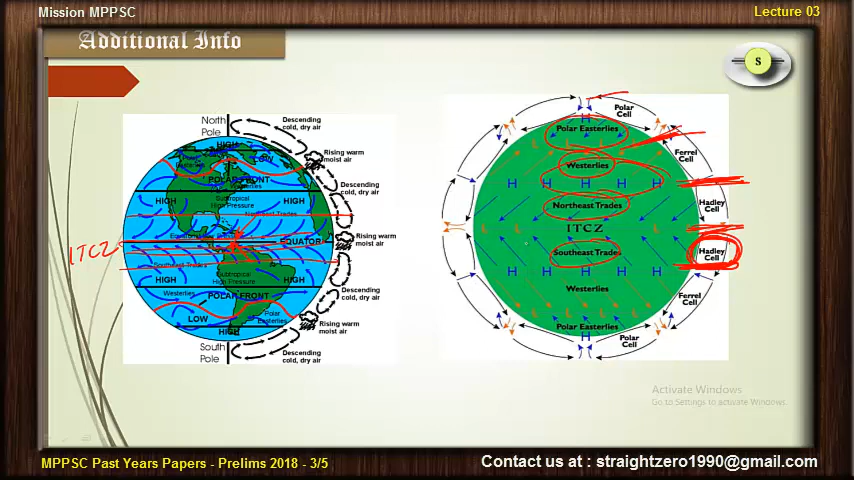 Mission MPPSC
Lecture 03
Additional Info
S
North
Pole
Descending
cold, dry air
HIGH
Polar
Easterlies
LOW
Rising warm
moist air
POLAR FRONT
Westerlies
Descending
cold, dry air
HIGH
Subtropical
High Pressure
HIGH
Northeast Trades
ITCZ
EQUATOR
Rising warm
moist air
Southeast Trades
HIGH
Subtropical
High Pressure
HIGH
Descending
cold, dry air
Westerlies
POLAR FRONT
LOW
Polar
Easterlies
Rising warm
moist air
HIGH
South
Pole
Descending
cold, dry air
Polar
Cell
H
Polar Easterlies
L L L L
Ferrel
Cell
Westerlies
H H H H
Hadley
Cell
Northeast Trades
L L ITCZ L L
Southeast Trades
Hadley
Cell
H H H H
Westerlies
Ferrel
Cell
L L L L
Polar Easterlies
H
Polar
Cell
Activate Windows
Go to Settings to activate Windows.
MPPSC Past Years Papers - Prelims 2018 - 3/5
Contact us at : straightzero1990@gmail.com